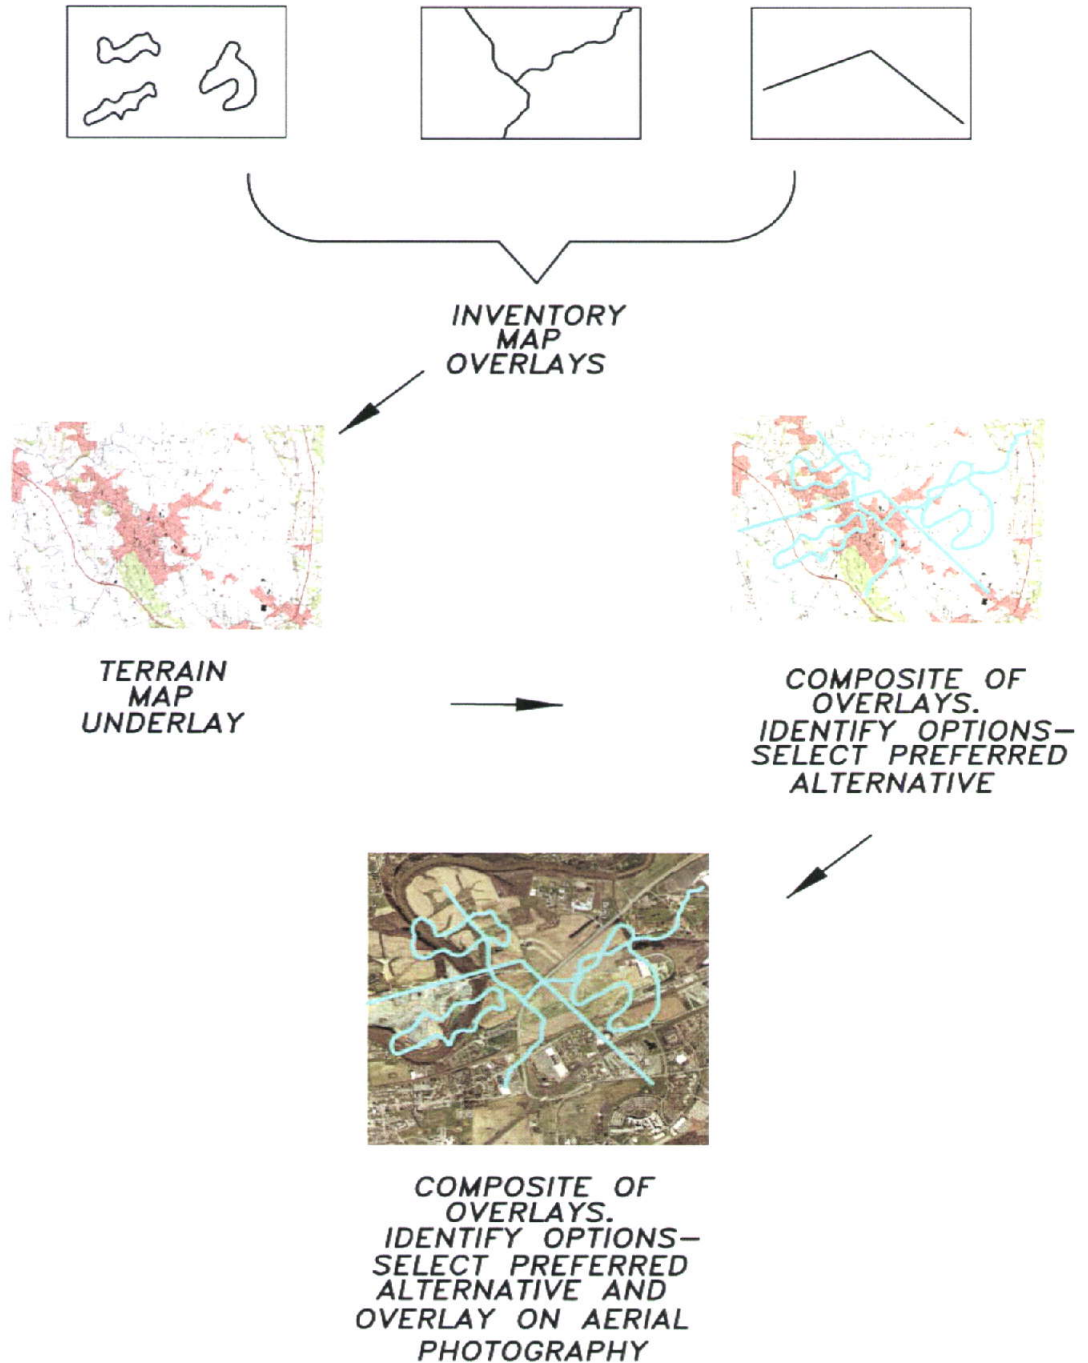 INVENTORY
MAP
OVERLAYS
TERRAIN
MAP
UNDERLAY
COMPOSITE OF
OVERLAYS.
IDENTIFY OPTIONS–
SELECT PREFERRED
ALTERNATIVE
COMPOSITE OF
OVERLAYS.
IDENTIFY OPTIONS–
SELECT PREFERRED
ALTERNATIVE AND
OVERLAY ON AERIAL
PHOTOGRAPHY